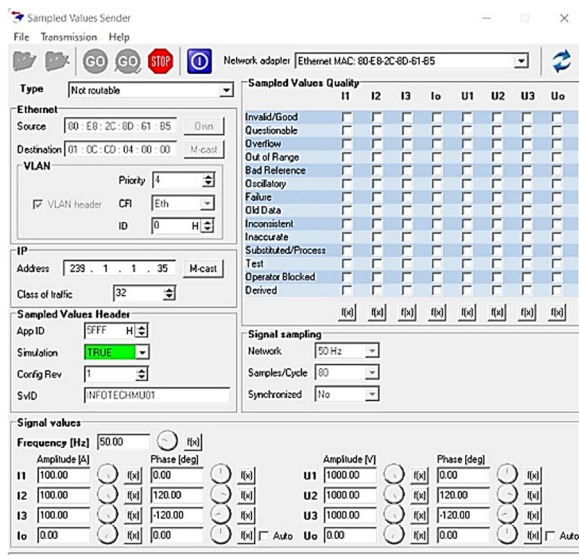 Sampled Values Sender
File Transmission Help
GO GO STOP Network adapter Ethernet MAC: 80-E8-2C-8D-61-B5
Type Not routable
Ethernet
Source 80 : E8 : 2C : 8D : 61 : B5 Own
Destination 01 : 0C : CD : 04 : 00 : 00 M-cast
VLAN
Priority 4
VLAN header CFI Eth
ID 0 H
IP
Address 239 . 1 . 1 . 35 M-cast
Class of traffic 32
Sampled Values Header
App ID 5FFF H
Simulation TRUE
Config Rev 1
SvID INFOTECHMU01
Sampled Values Quality
I1 I2 I3 Io U1 U2 U3 Uo
Invalid/Good
Questionable
Overflow
Out of Range
Bad Reference
Oscillatory
Failure
Old Data
Inconsistent
Inaccurate
Substituted/Process
Test
Operator Blocked
Derived
f(x) f(x) f(x) f(x) f(x) f(x) f(x) f(x)
Signal sampling
Network 50 Hz
Samples/Cycle 80
Synchronized No
Signal values
Frequency [Hz] 50.00 f(x)
Amplitude [A] Phase [deg] Amplitude [V] Phase [deg]
I1 100.00 f(x) 0.00 f(x) U1 1000.00 f(x) 0.00 f(x)
I2 100.00 f(x) 120.00 f(x) U2 1000.00 f(x) 120.00 f(x)
I3 100.00 f(x) -120.00 f(x) U3 1000.00 f(x) -120.00 f(x)
Io 0.00 f(x) 0.00 f(x) Auto Uo 0.00 f(x) 0.00 f(x) Auto